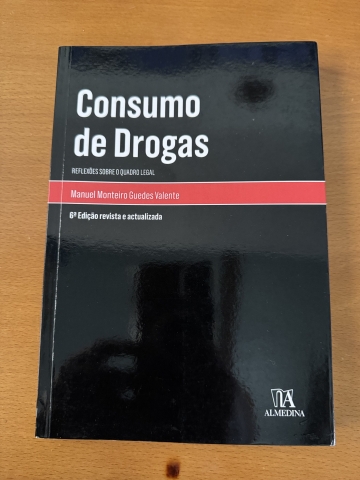 Consumo
de Drogas
REFLEXÕES SOBRE O QUADRO LEGAL
Manuel Monteiro Guedes Valente
6ª Edição revista e actualizada
ALMEDINA